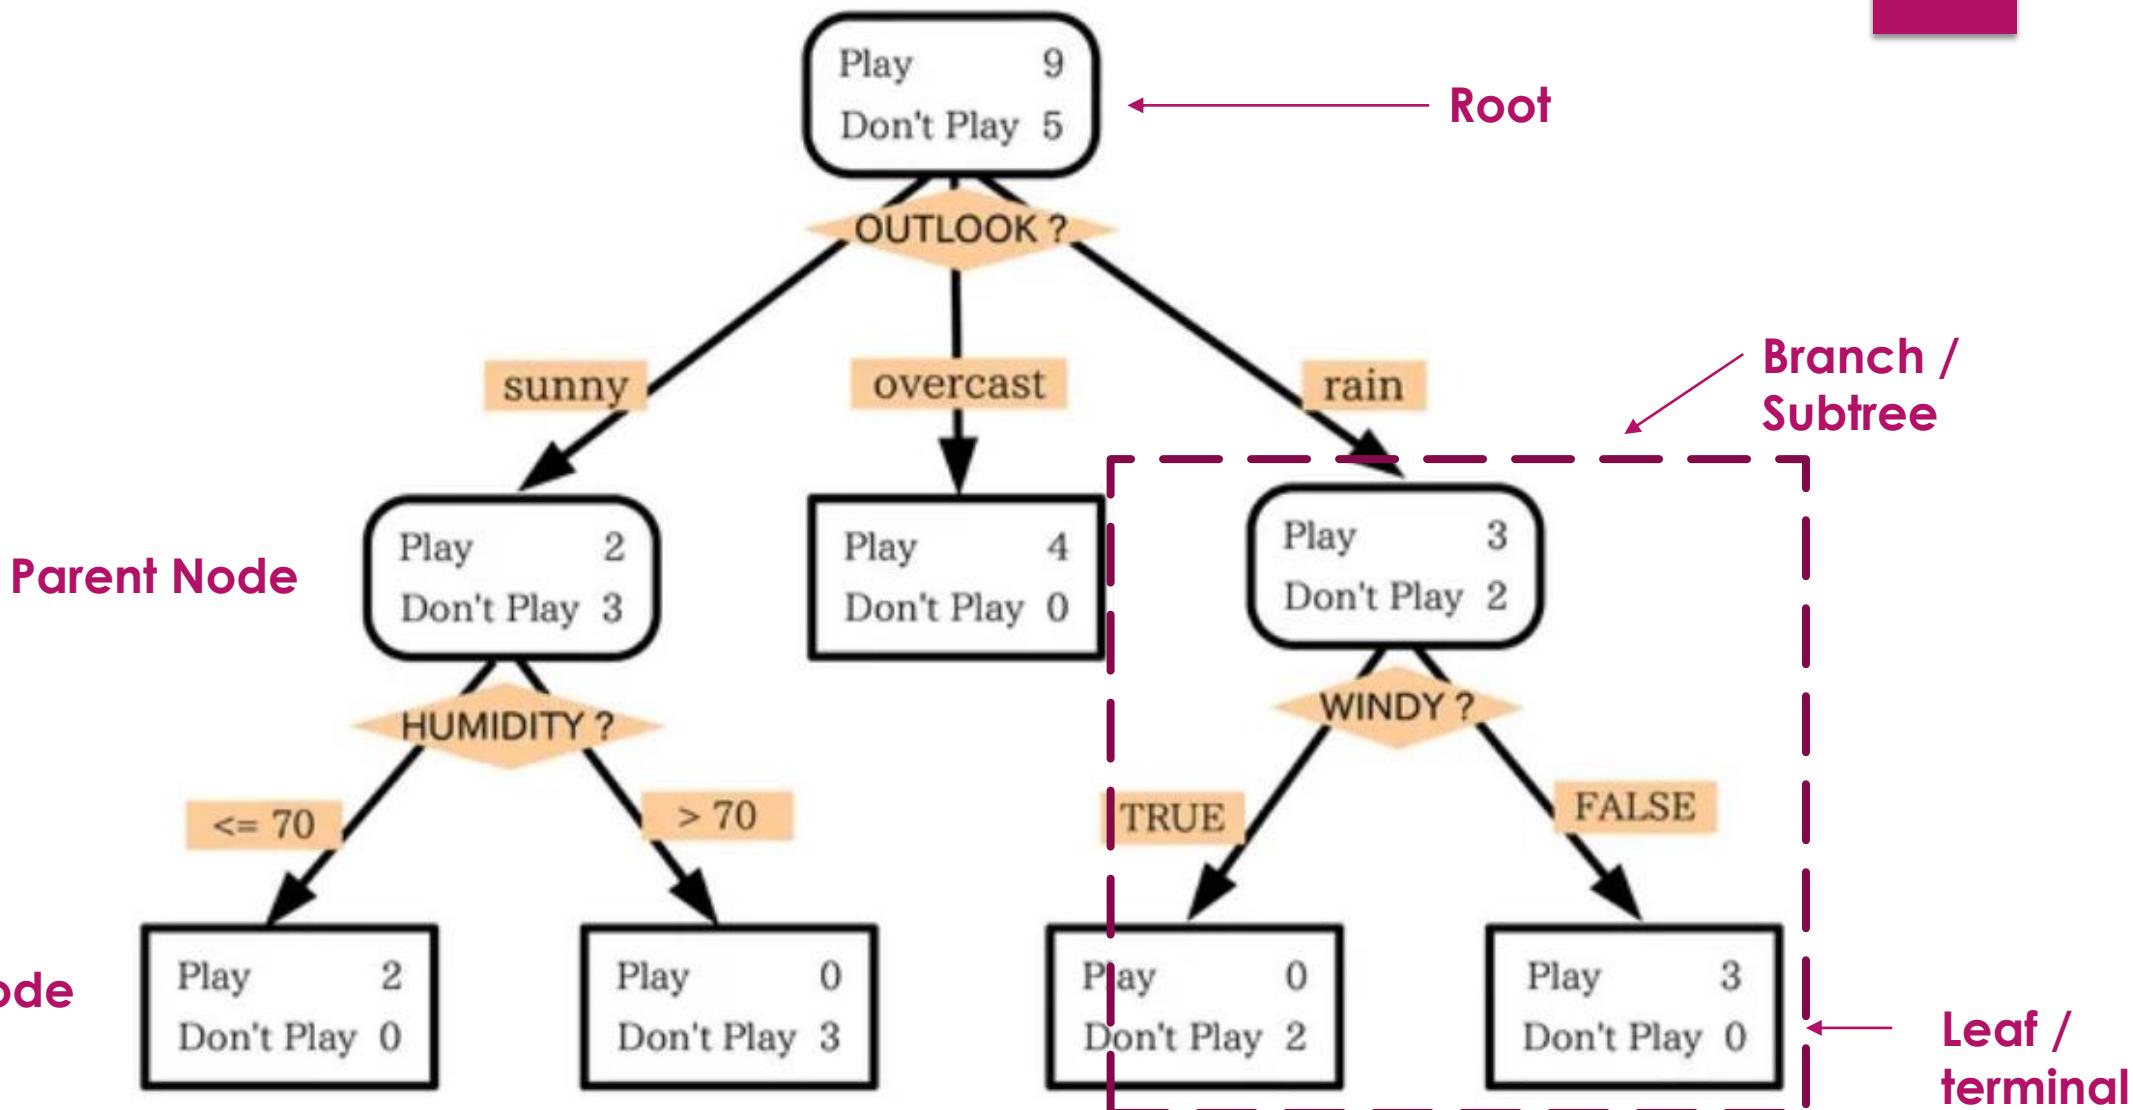 Play 9
Don't Play 5
Root
OUTLOOK ?
sunny
overcast
rain
Branch /
Subtree
Parent Node
Play 2
Don't Play 3
Play 4
Don't Play 0
Play 3
Don't Play 2
HUMIDITY ?
WINDY ?
<= 70
> 70
TRUE
FALSE
Play 2
Don't Play 0
Play 0
Don't Play 3
Play 0
Don't Play 2
Play 3
Don't Play 0
Leaf /
terminal